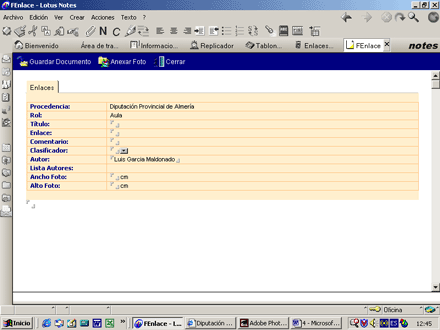 FEnlace - Lotus Notes
Archivo Edición Ver Crear Acciones Texto ?
Bienvenido Área de tra... Informacio... Replicador Tablon... Enlaces... FEnlace notes
Guardar Documento Anexar Foto Cerrar
Enlaces
Procedencia: Diputación Provincial de Almería
Rol: Aula
Título:
Enlace:
Comentario:
Clasificador:
Autor: Luis García Maldonado
Lista Autores:
Ancho Foto: cm
Alto Foto: cm
Oficina
Inicio FEnlace - L... Diputación ... Adobe Phot... 4 - Microsof... 12:45